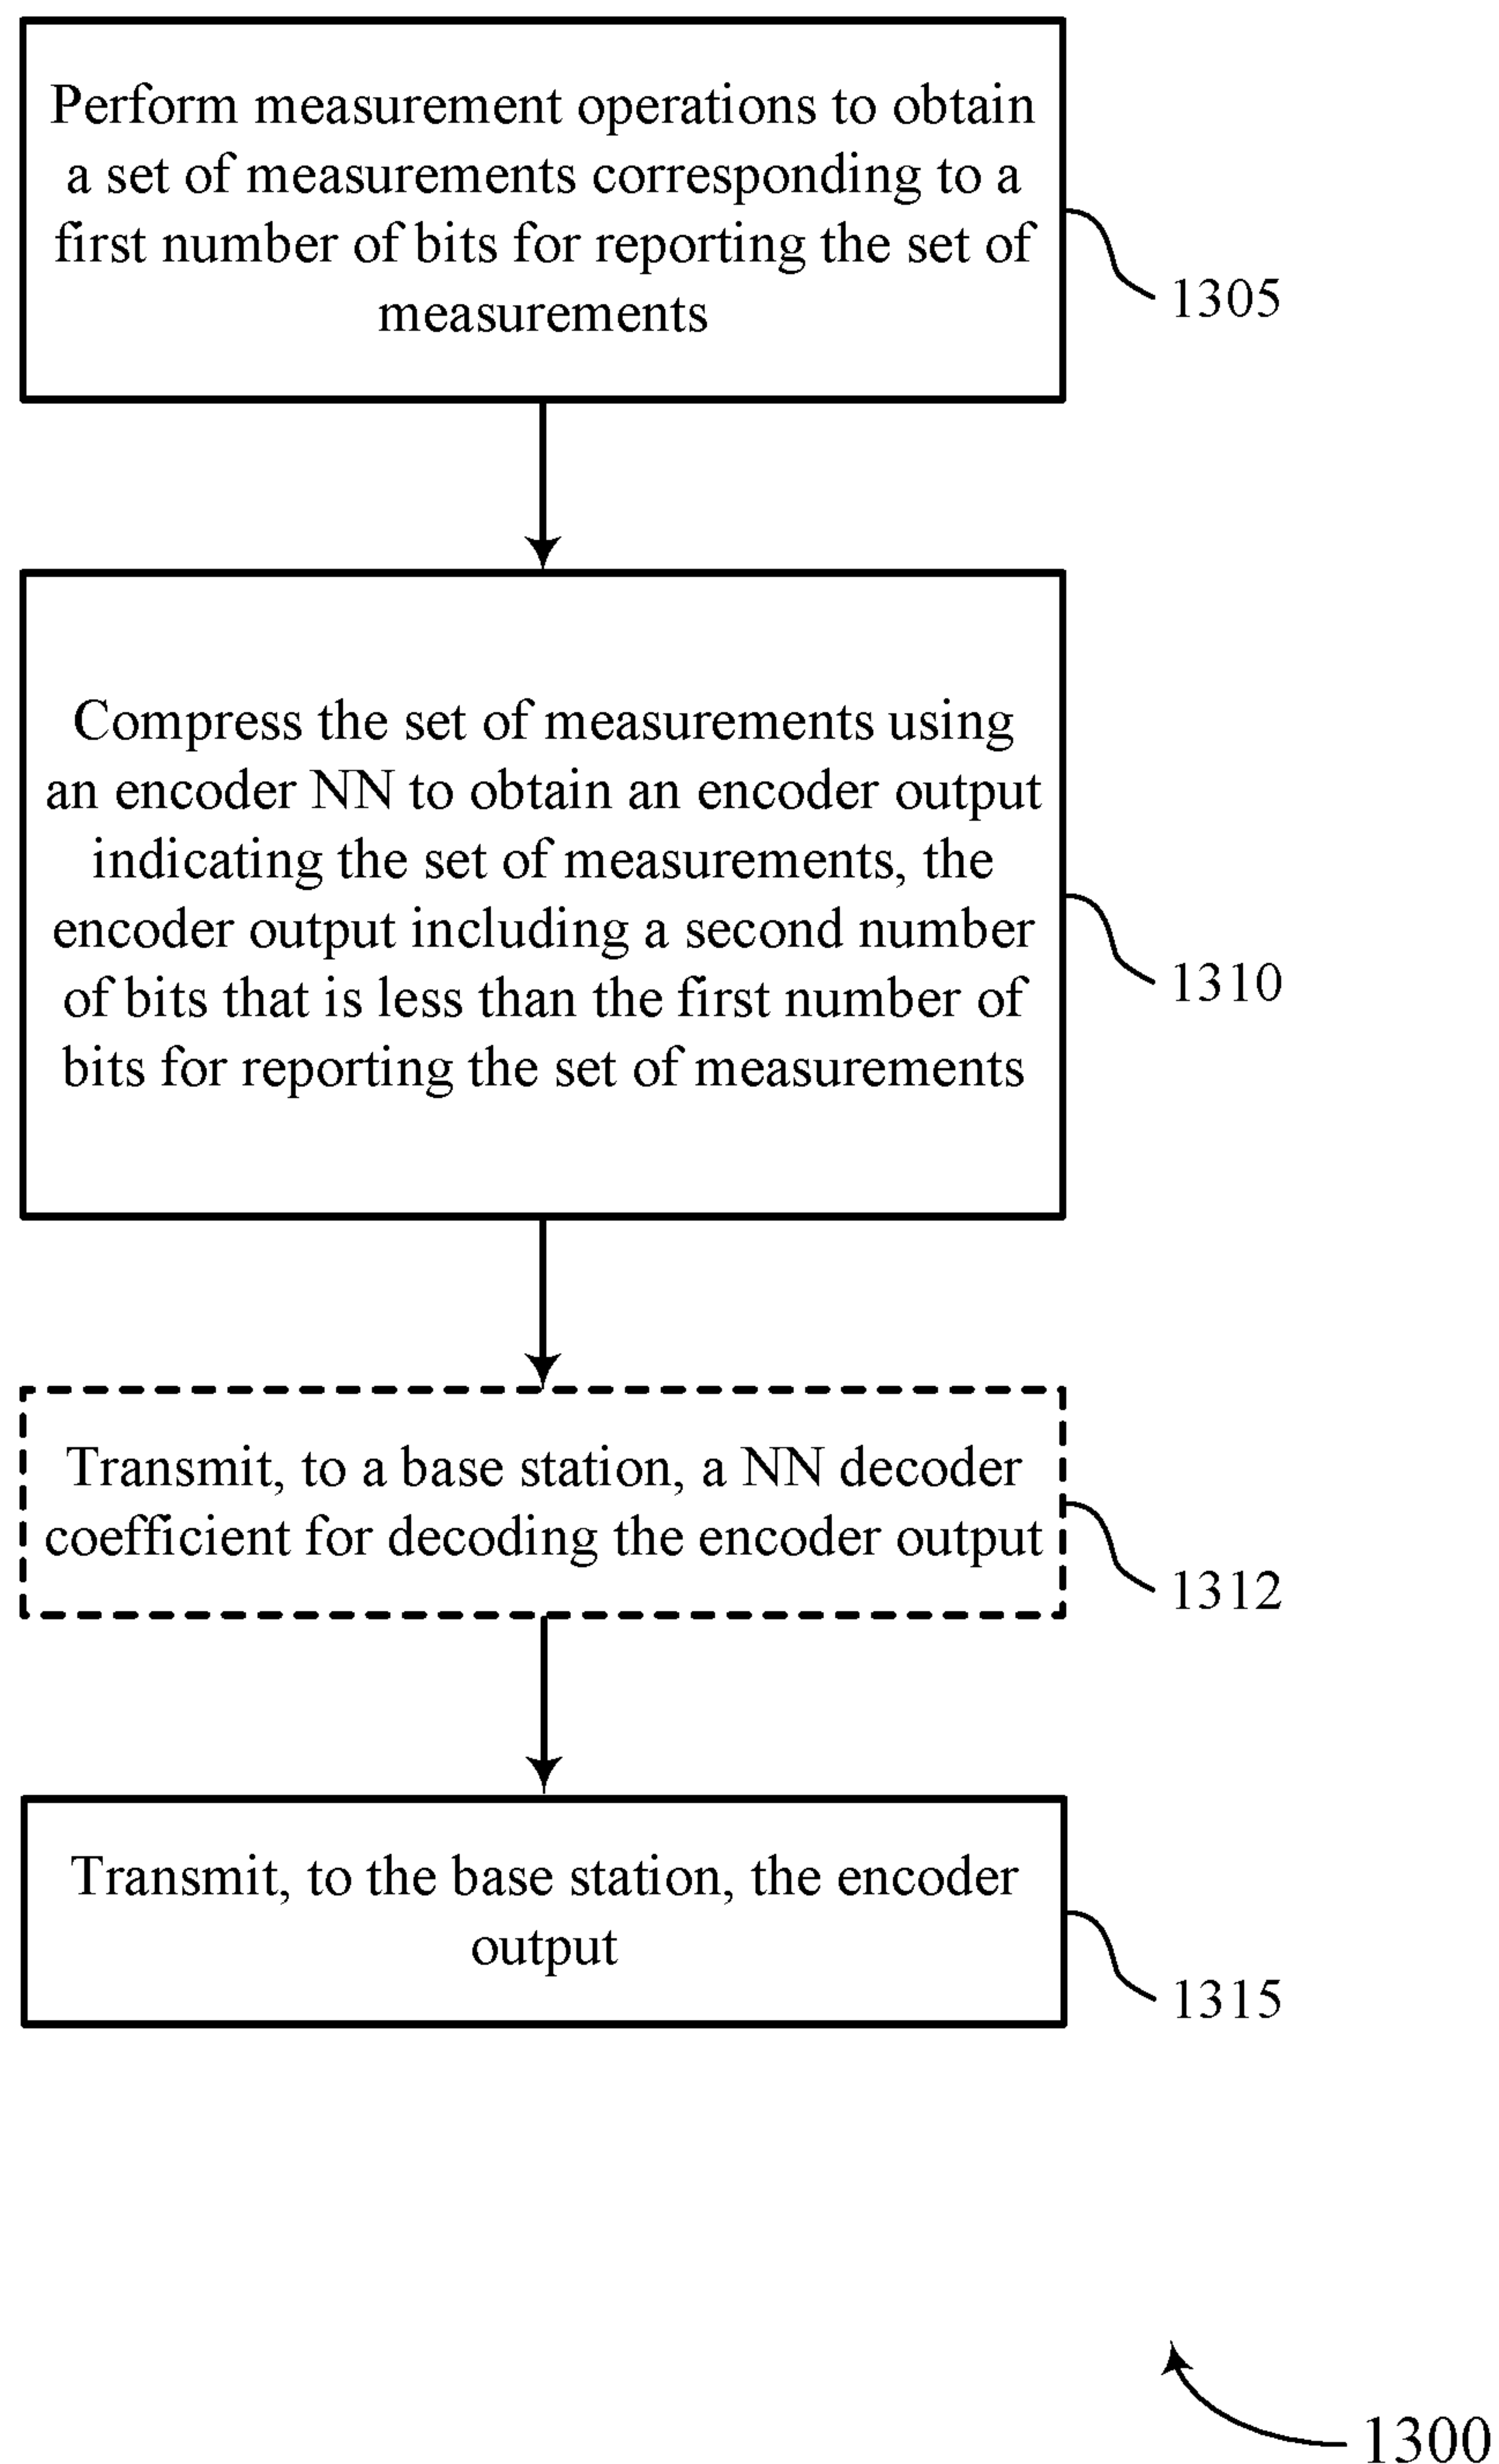 Perform measurement operations to obtain
a set of measurements corresponding to a
first number of bits for reporting the set of
measurements
1305
Compress the set of measurements using
an encoder NN to obtain an encoder output
indicating the set of measurements, the
encoder output including a second number
of bits that is less than the first number of
bits for reporting the set of measurements
1310
Transmit, to a base station, a NN decoder
coefficient for decoding the encoder output
1312
Transmit, to the base station, the encoder
output
1315
1300